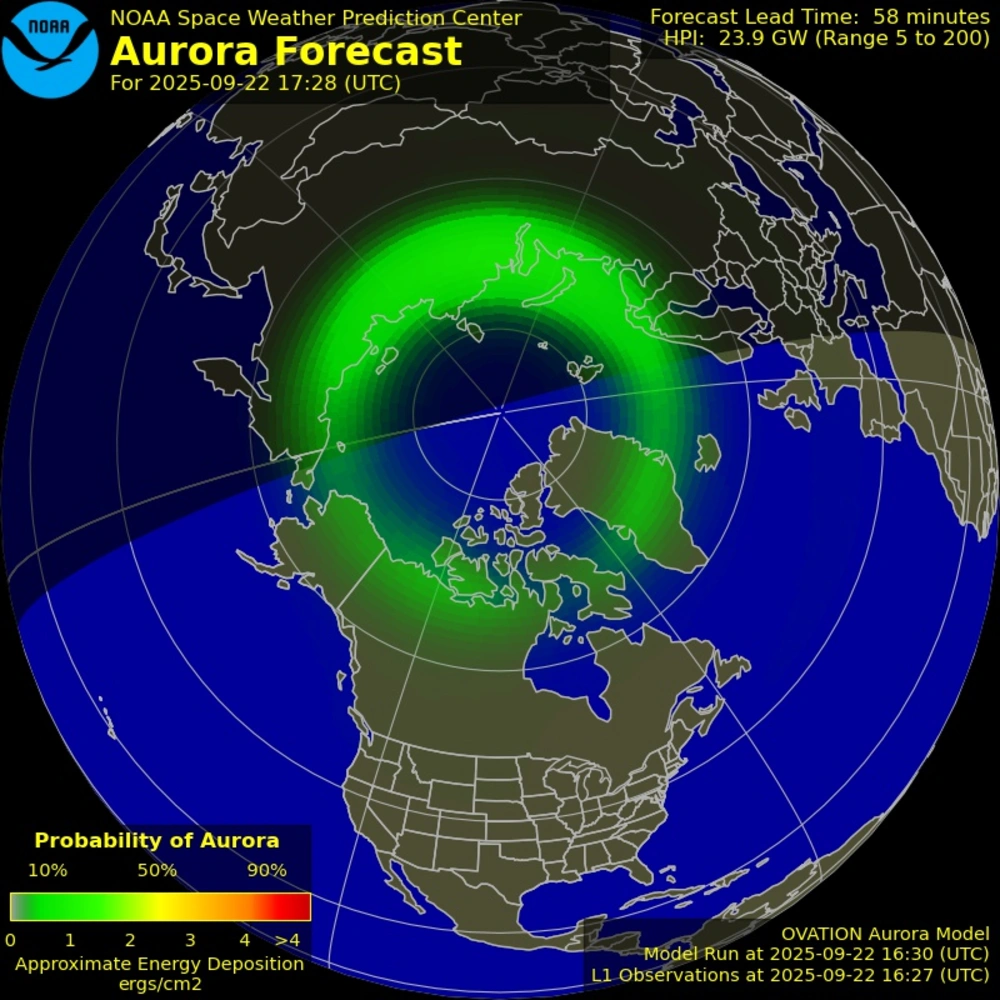 NOAA
NOAA Space Weather Prediction Center
Aurora Forecast
For 2025-09-22 17:28 (UTC)
Forecast Lead Time: 58 minutes
HPI: 23.9 GW (Range 5 to 200)
Probability of Aurora
10% 50% 90%
0 1 2 3 4 >4
Approximate Energy Deposition
ergs/cm2
OVATION Aurora Model
Model Run at 2025-09-22 16:30 (UTC)
L1 Observations at 2025-09-22 16:27 (UTC)